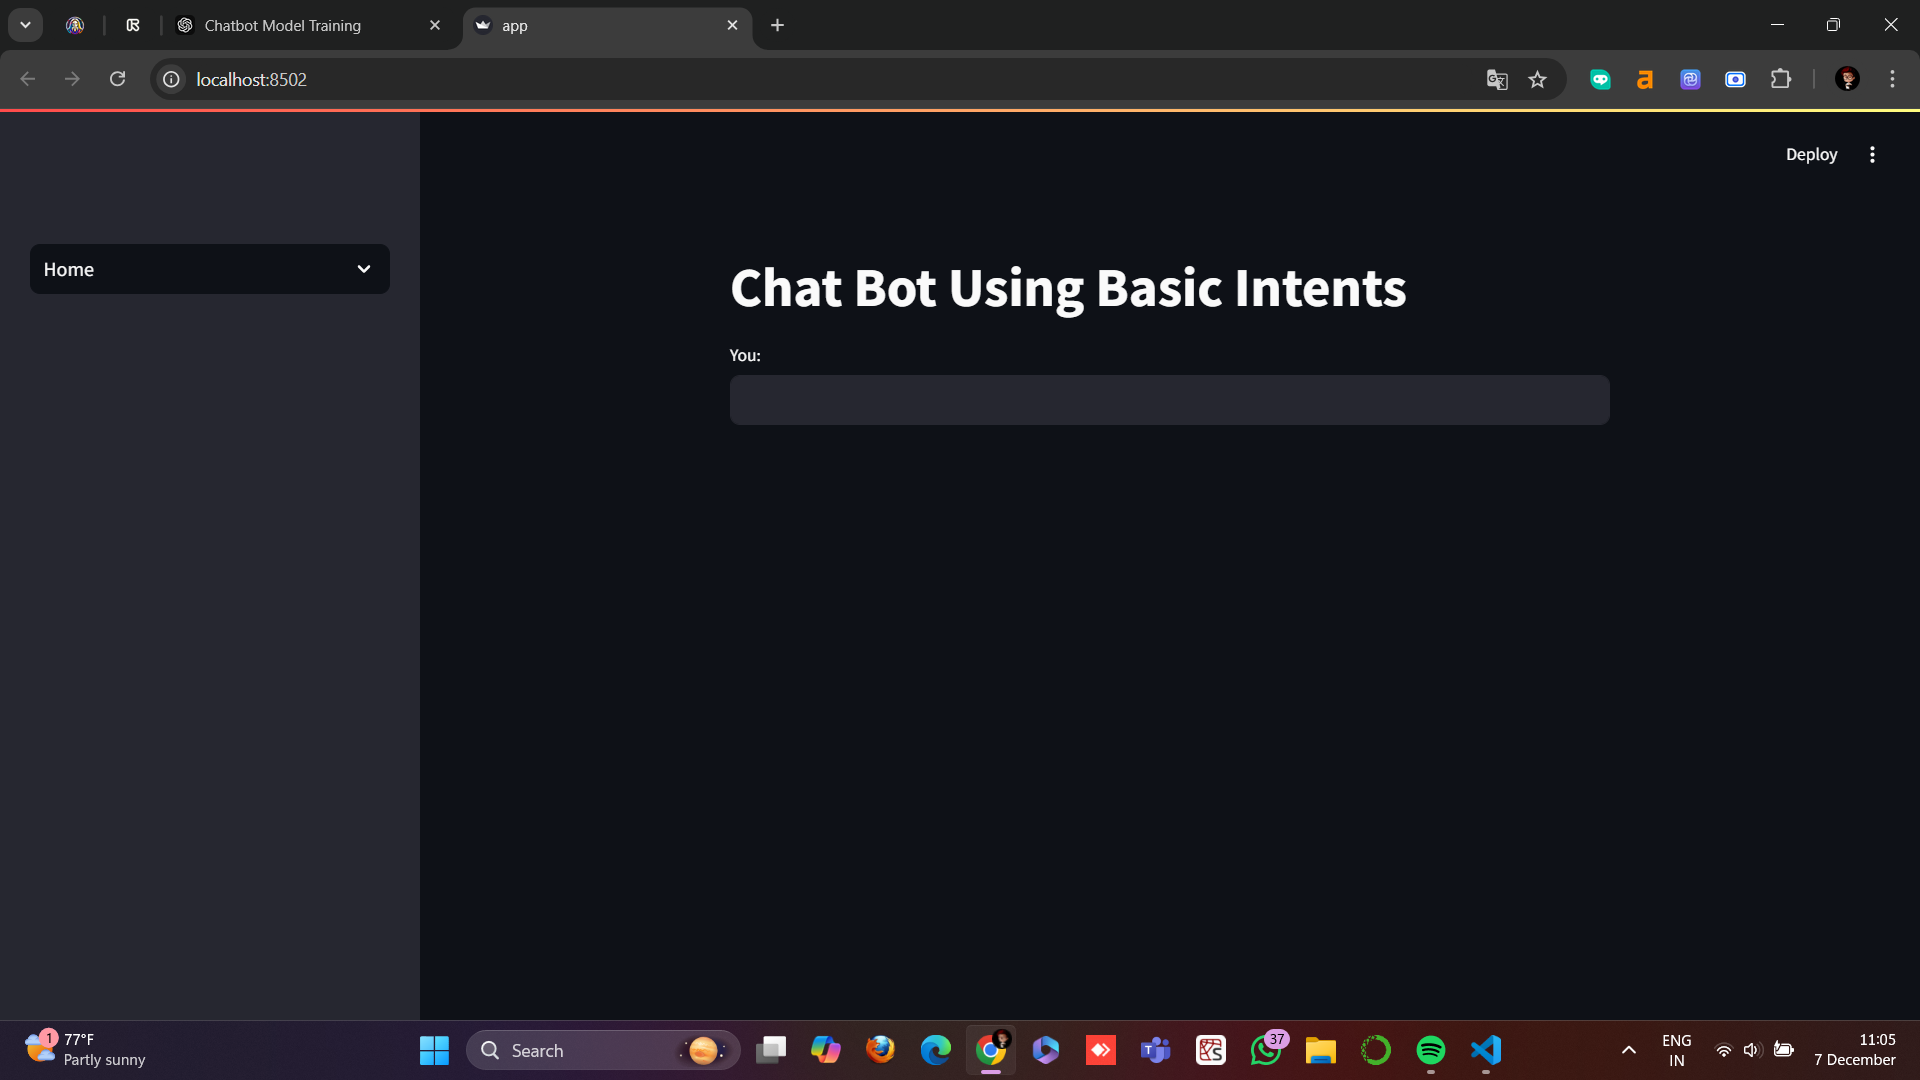 Chatbot Model Training
app
localhost:8502
Deploy
Home
Chat Bot Using Basic Intents
You:
1
77°F
Partly sunny
Search
37
ENG
IN
11:05
7 December